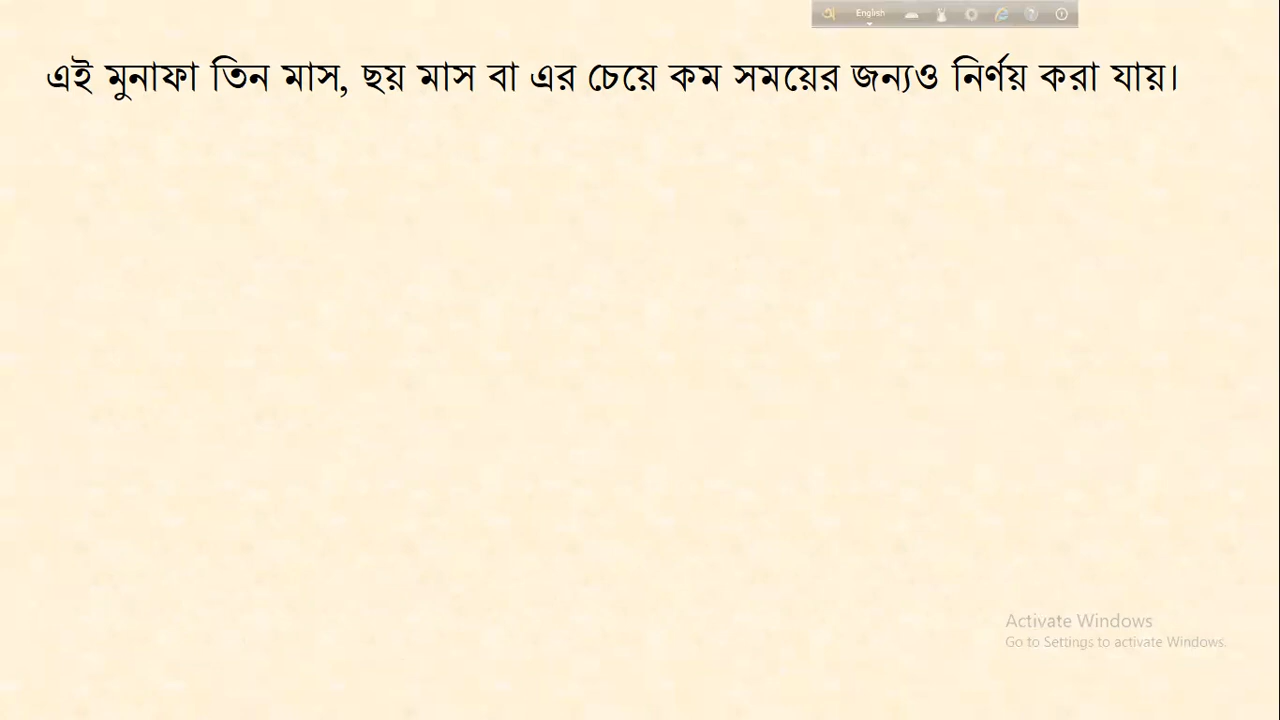 English
এই মুনাফা তিন মাস, ছয় মাস বা এর চেয়ে কম সময়ের জন্যও নির্ণয় করা যায়।
Activate Windows
Go to Settings to activate Windows.